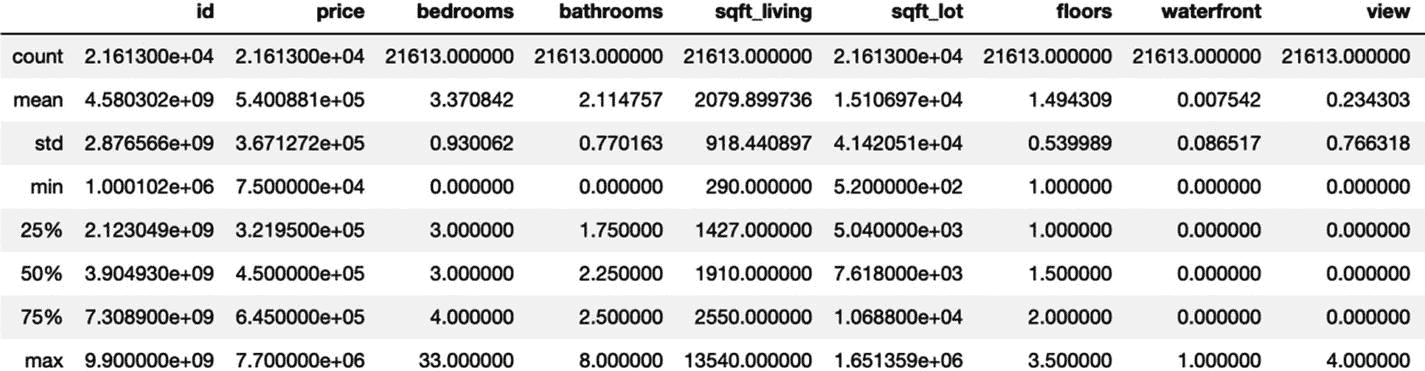 id price bedrooms bathrooms sqft_living sqft_lot floors waterfront view
count 2.161300e+04 2.161300e+04 21613.000000 21613.000000 21613.000000 2.161300e+04 21613.000000 21613.000000 21613.000000
mean 4.580302e+09 5.400881e+05 3.370842 2.114757 2079.899736 1.510697e+04 1.494309 0.007542 0.234303
std 2.876566e+09 3.671272e+05 0.930062 0.770163 918.440897 4.142051e+04 0.539989 0.086517 0.766318
min 1.000102e+06 7.500000e+04 0.000000 0.000000 290.000000 5.200000e+02 1.000000 0.000000 0.000000
25% 2.123049e+09 3.219500e+05 3.000000 1.750000 1427.000000 5.040000e+03 1.000000 0.000000 0.000000
50% 3.904930e+09 4.500000e+05 3.000000 2.250000 1910.000000 7.618000e+03 1.500000 0.000000 0.000000
75% 7.308900e+09 6.450000e+05 4.000000 2.500000 2550.000000 1.068800e+04 2.000000 0.000000 0.000000
max 9.900000e+09 7.700000e+06 33.000000 8.000000 13540.000000 1.651359e+06 3.500000 1.000000 4.000000